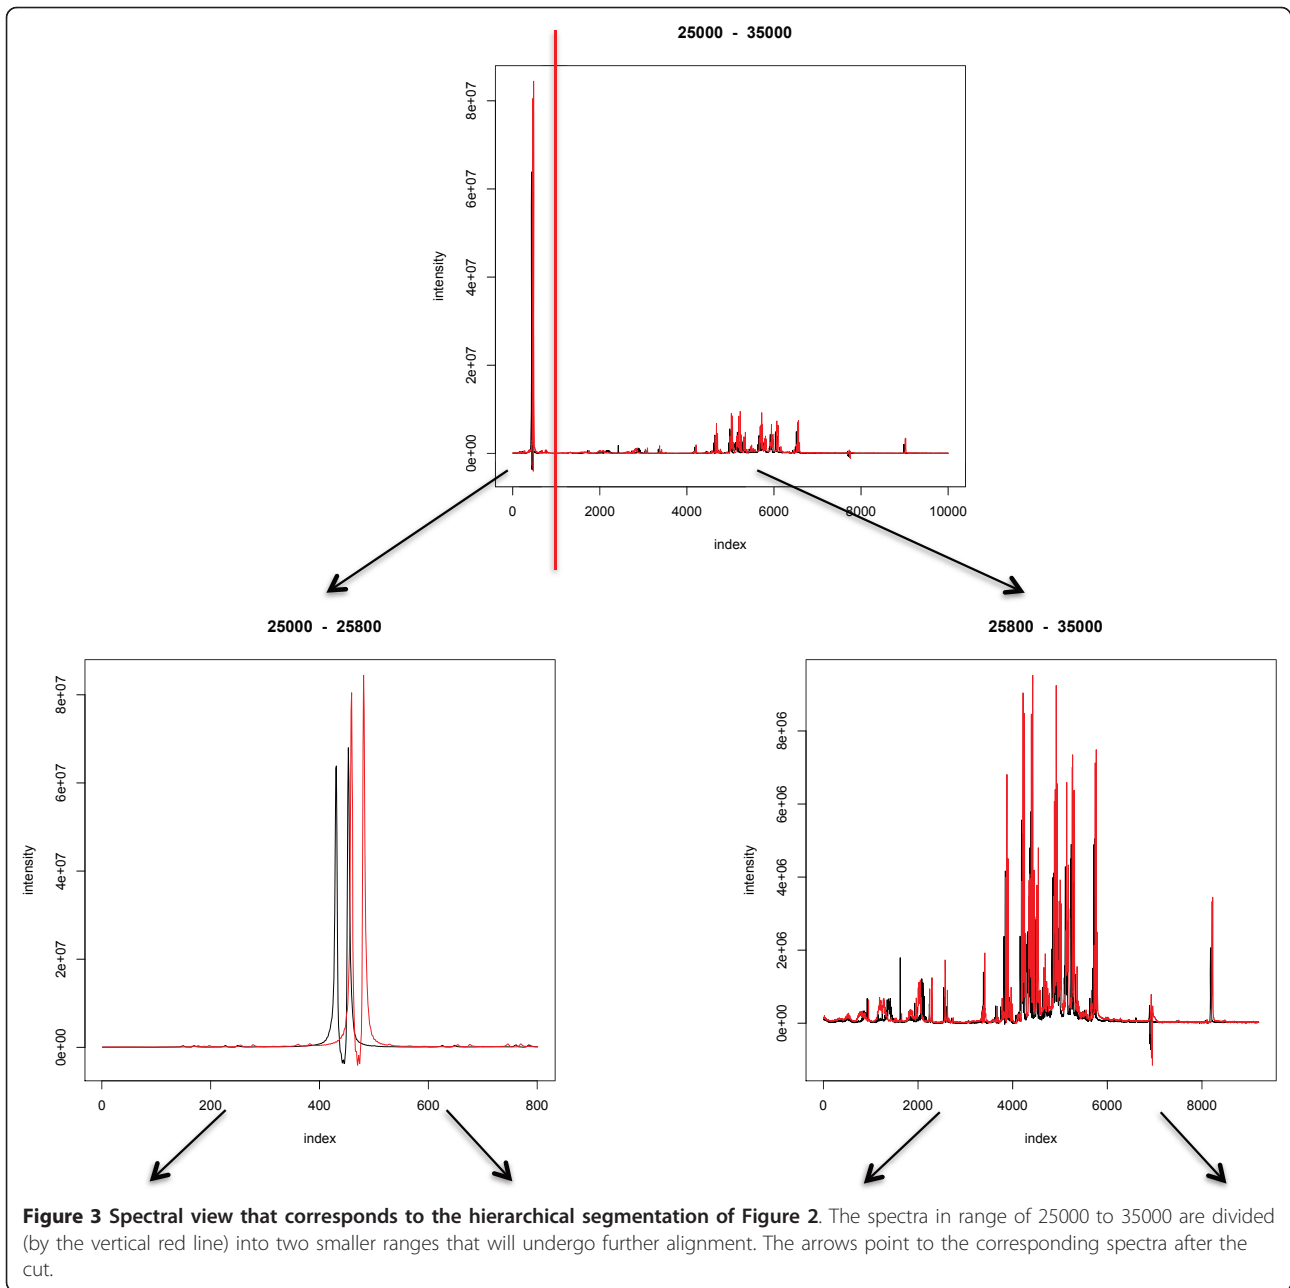 25000 - 35000
intensity
8e+07
6e+07
4e+07
2e+07
0e+00
0 2000 4000 6000 8000 10000
index
25000 - 25800
intensity
8e+07
6e+07
4e+07
2e+07
0e+00
0 200 400 600 800
index
25800 - 35000
intensity
8e+06
6e+06
4e+06
2e+06
0e+00
0 2000 4000 6000 8000
index
Figure 3 Spectral view that corresponds to the hierarchical segmentation of Figure 2. The spectra in range of 25000 to 35000 are divided
(by the vertical red line) into two smaller ranges that will undergo further alignment. The arrows point to the corresponding spectra after the
cut.